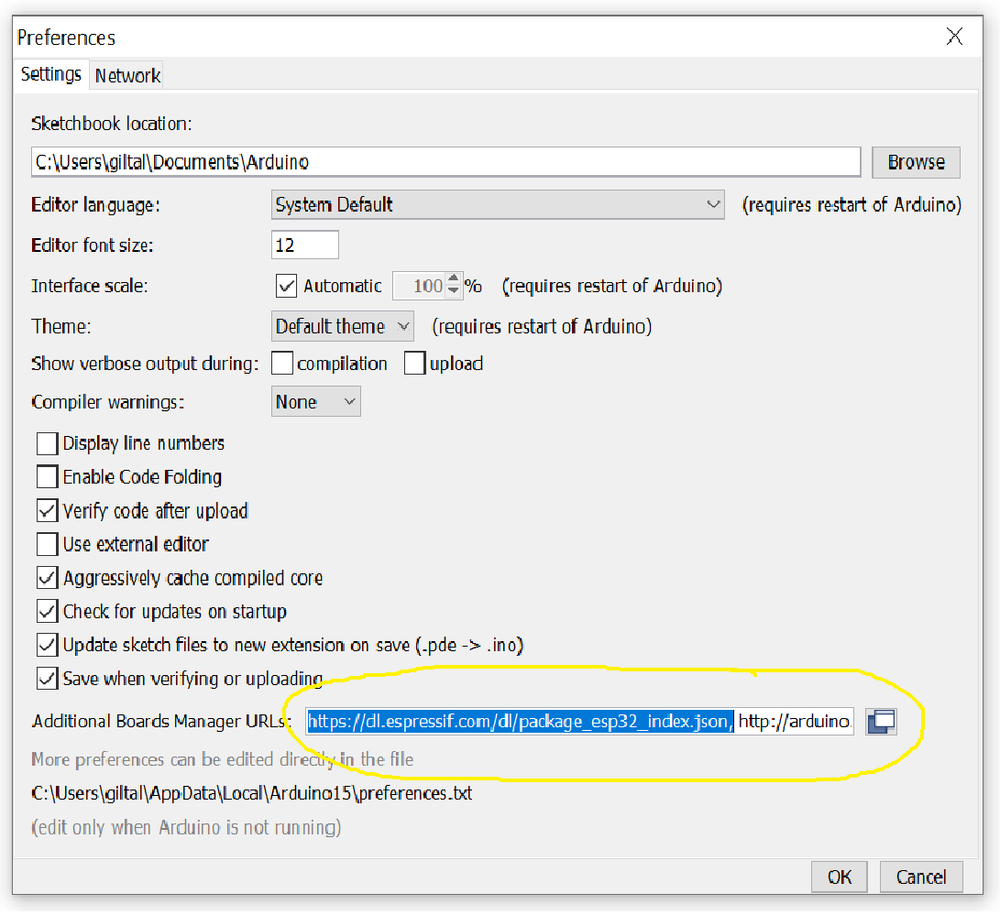 Preferences
Settings Network
Sketchbook location:
C:\Users\giltal\Documents\Arduino Browse
Editor language: System Default (requires restart of Arduino)
Editor font size: 12
Interface scale: Automatic 100 % (requires restart of Arduino)
Theme: Default theme (requires restart of Arduino)
Show verbose output during: compilation upload
Compiler warnings: None
Display line numbers
Enable Code Folding
Verify code after upload
Use external editor
Aggressively cache compiled core
Check for updates on startup
Update sketch files to new extension on save (.pde -> .ino)
Save when verifying or uploading
Additional Boards Manager URLs: https://dl.espressif.com/dl/package_esp32_index.json, http://arduino.
More preferences can be edited directly in the file
C:\Users\giltal\AppData\Local\Arduino15\preferences.txt
(edit only when Arduino is not running)
OK Cancel